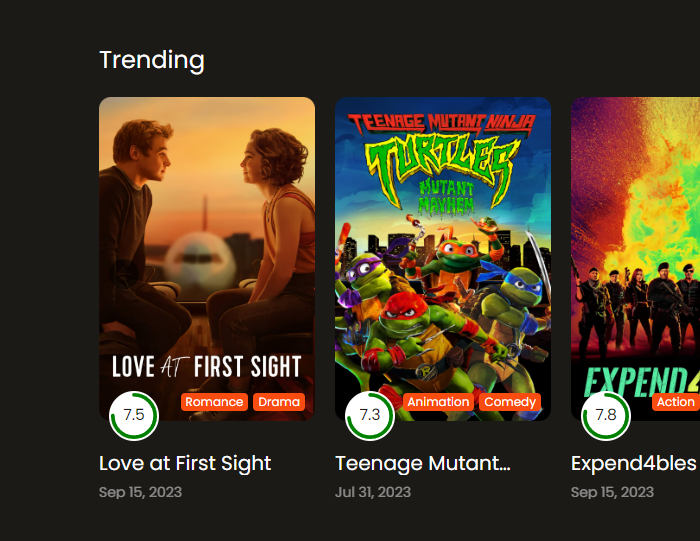 Trending
LOVE AT FIRST SIGHT
7.5
Romance
Drama
Love at First Sight
Sep 15, 2023
TEENAGE MUTANT NINJA
TURTLES
MUTANT
MAYHEM
7.3
Animation
Comedy
Teenage Mutant...
Jul 31, 2023
EXPEND4
7.8
Action
Expend4bles
Sep 15, 2023